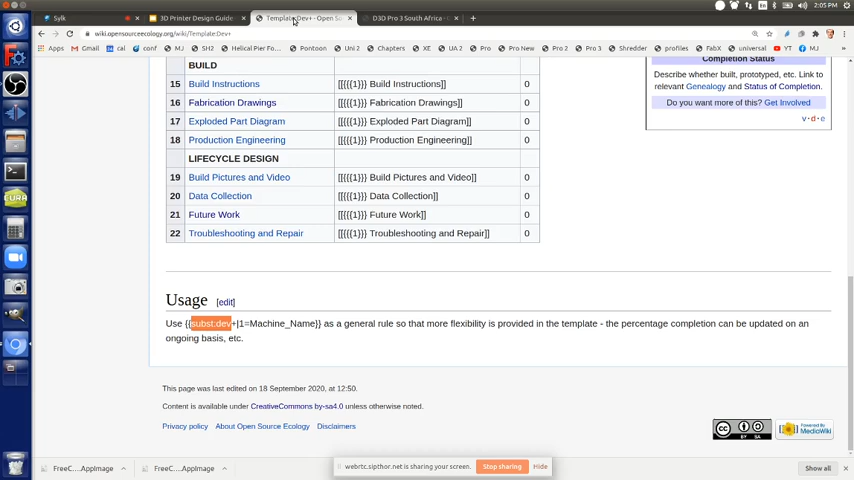 2:05 PM
Sylk
3D Printer Design Guide
Template:Dev+ - Open So
D3D Pro 3 South Africa -
wiki.opensourceecology.org/wiki/Template:Dev+
Apps M Gmail cal MJ SH2 Helical Pier Fo... Pontoon Uni 2 Chapters XE UA 2 Pro Pro New Pro 2 Pro 3 Shredder profiles FabX universal YT MJ
BUILD
15 Build Instructions [[{{{1}}} Build Instructions]] 0
16 Fabrication Drawings [[{{{1}}} Fabrication Drawings]] 0
17 Exploded Part Diagram [[{{{1}}} Exploded Part Diagram]] 0
18 Production Engineering [[{{{1}}} Production Engineering]] 0
LIFECYCLE DESIGN
19 Build Pictures and Video [[{{{1}}} Build Pictures and Video]] 0
20 Data Collection [[{{{1}}} Data Collection]] 0
21 Future Work [[{{{1}}} Future Work]] 0
22 Troubleshooting and Repair [[{{{1}}} Troubleshooting and Repair]] 0
Completion Status
Describe whether built, prototyped, etc. Link to
relevant Genealogy and Status of Completion.
Do you want more of this? Get Involved
v·d·e
Usage [edit]
Use {{subst:dev+|1=Machine_Name}} as a general rule so that more flexibility is provided in the template - the percentage completion can be updated on an
ongoing basis, etc.
This page was last edited on 18 September 2020, at 12:50.
Content is available under CreativeCommons by-sa4.0 unless otherwise noted.
Privacy policy About Open Source Ecology Disclaimers
cc BY SA
Powered By MediaWiki
webrtc.sipthor.net is sharing your screen. Stop sharing Hide
FreeC....AppImage FreeC....AppImage Show all